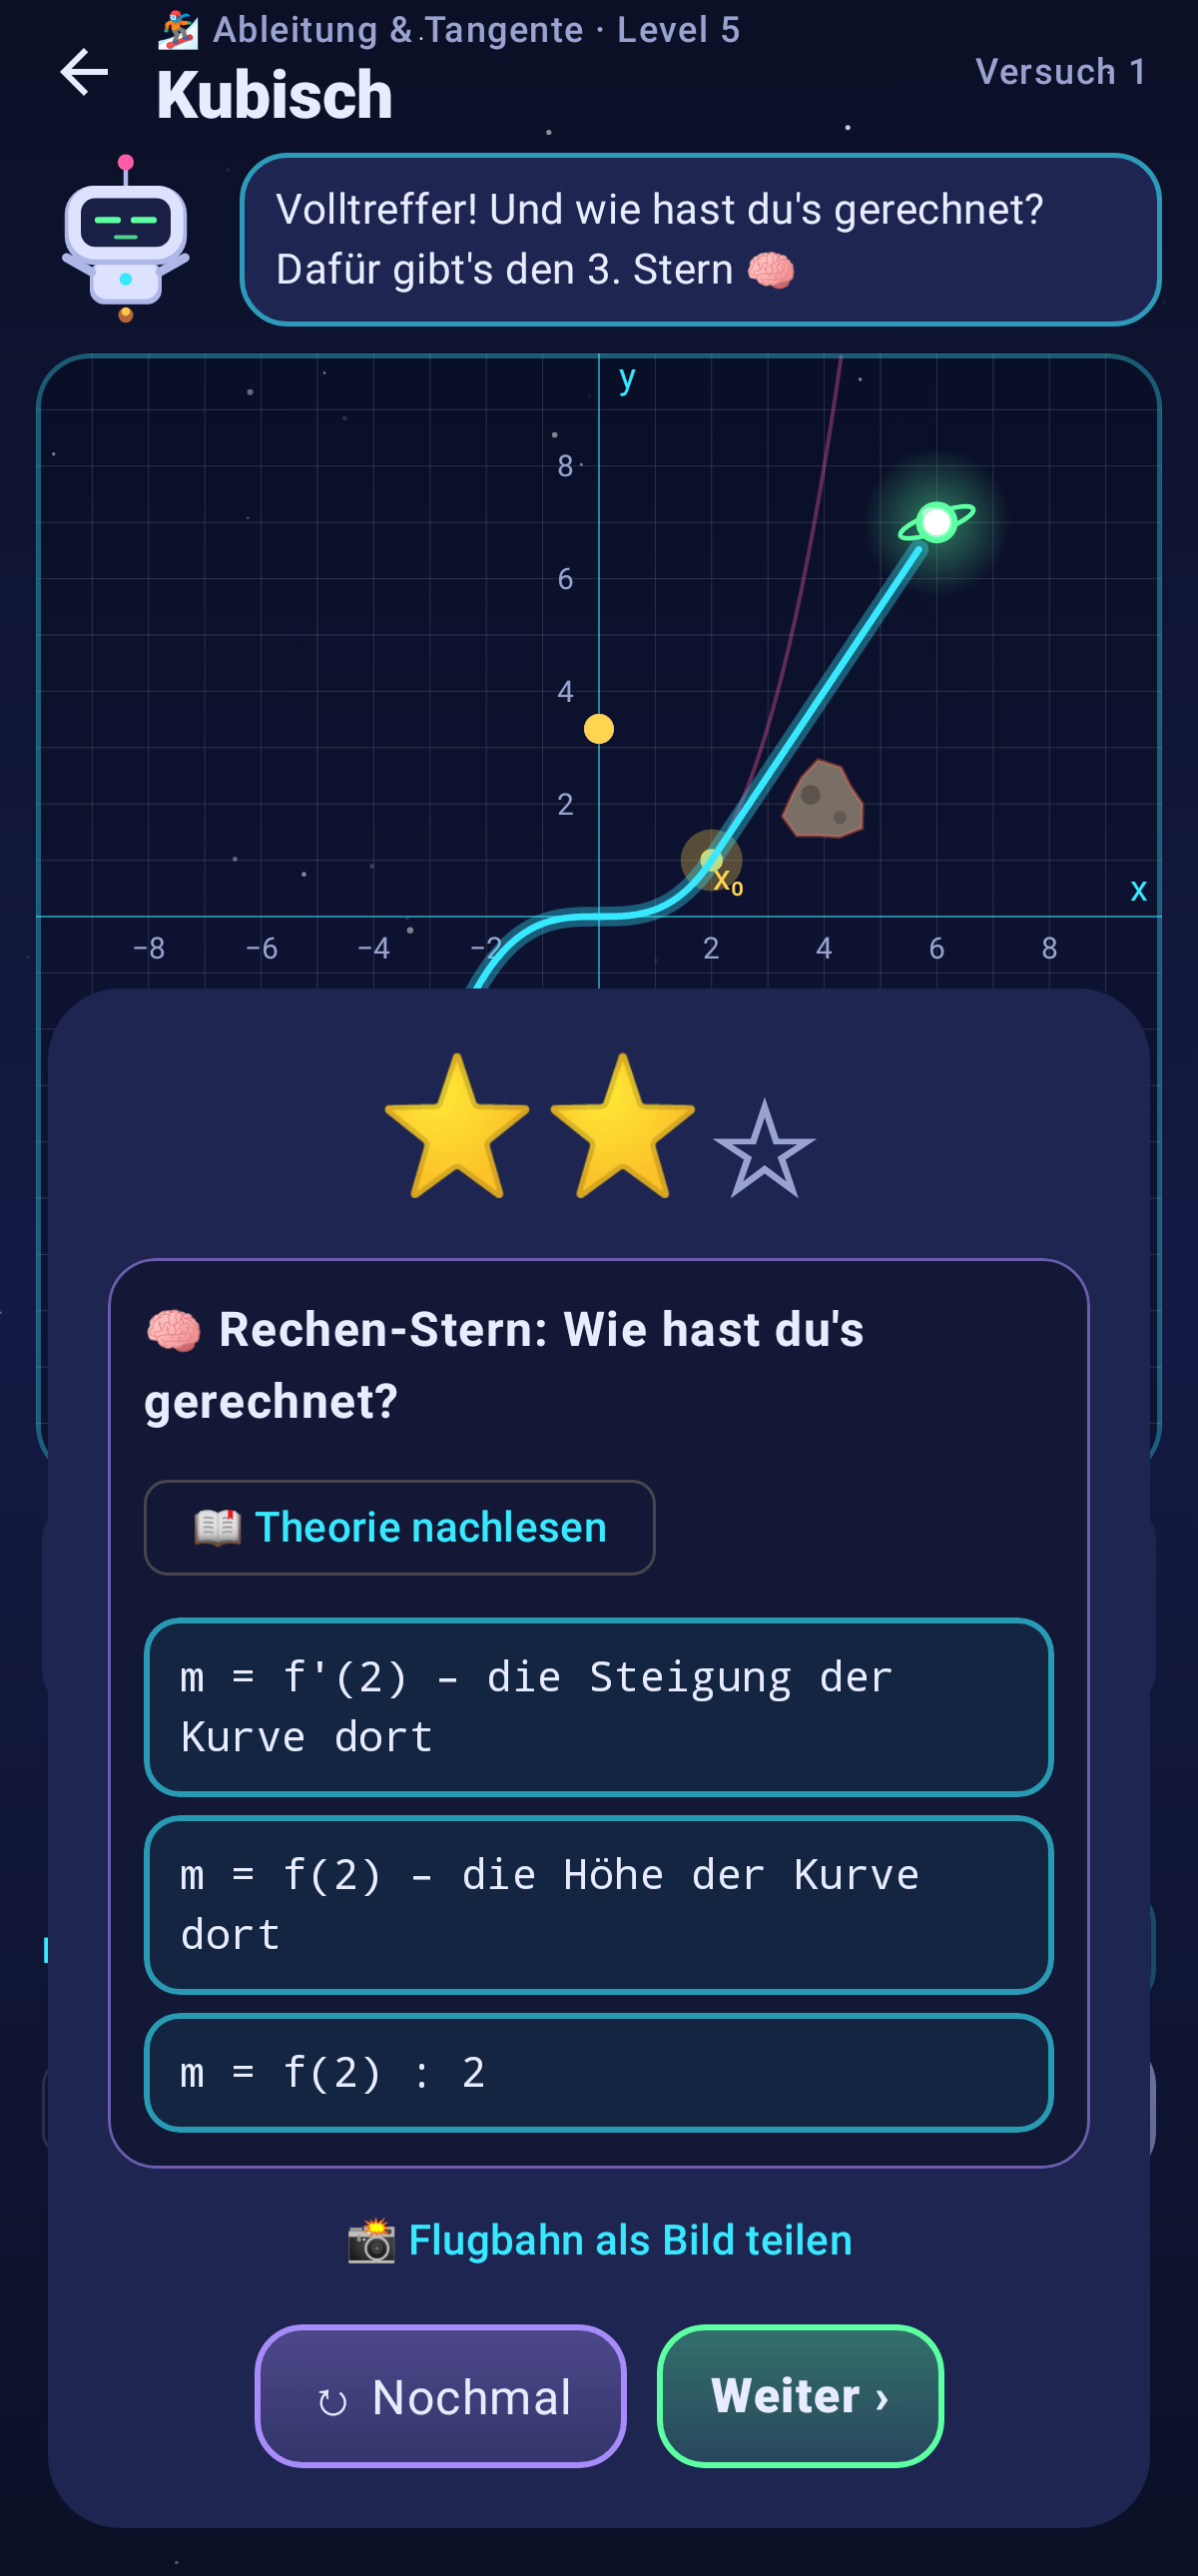 🏂 Ableitung & Tangente · Level 5
Kubisch
Versuch 1
Volltreffer! Und wie hast du's gerechnet?
Dafür gibt's den 3. Stern 🧠
y
8
6
4
2
x₀
x
−8 −6 −4 −2 2 4 6 8
🧠 Rechen-Stern: Wie hast du's
gerechnet?
📖 Theorie nachlesen
m = f'(2) – die Steigung der
Kurve dort
m = f(2) – die Höhe der Kurve
dort
m = f(2) : 2
📸 Flugbahn als Bild teilen
↻ Nochmal
Weiter ›